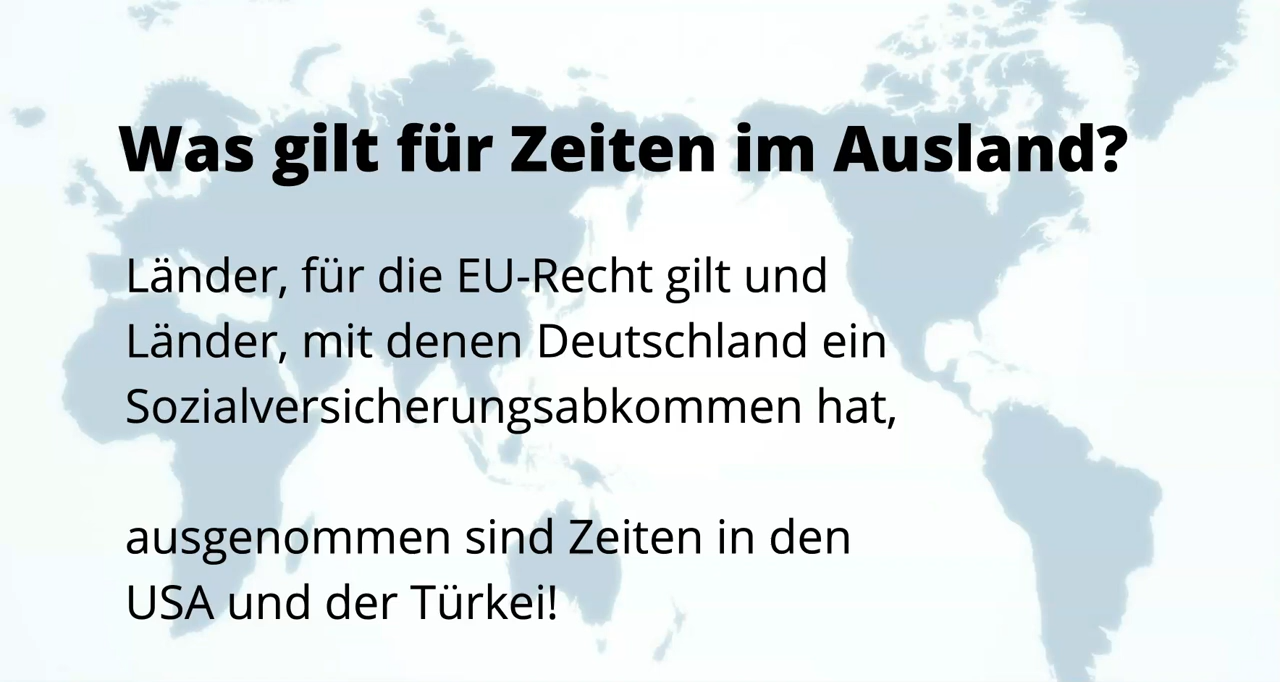 Was gilt für Zeiten im Ausland?
Länder, für die EU-Recht gilt und
Länder, mit denen Deutschland ein
Sozialversicherungsabkommen hat,
ausgenommen sind Zeiten in den
USA und der Türkei!